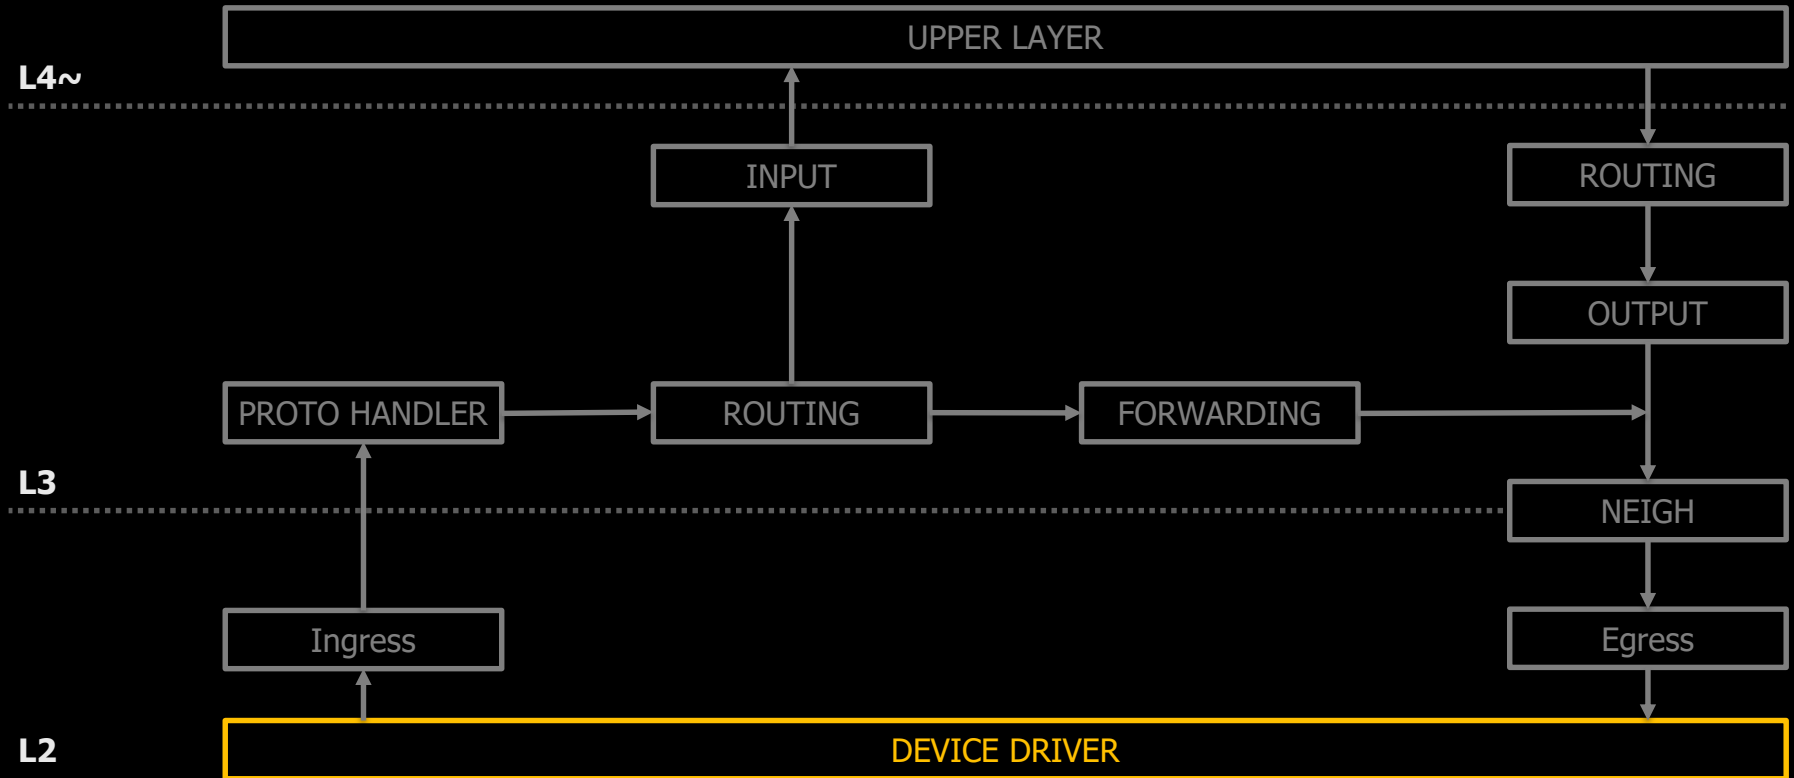 UPPER LAYER
L4~
INPUT
ROUTING
OUTPUT
PROTO HANDLER
ROUTING
FORWARDING
L3
NEIGH
Ingress
Egress
L2
DEVICE DRIVER